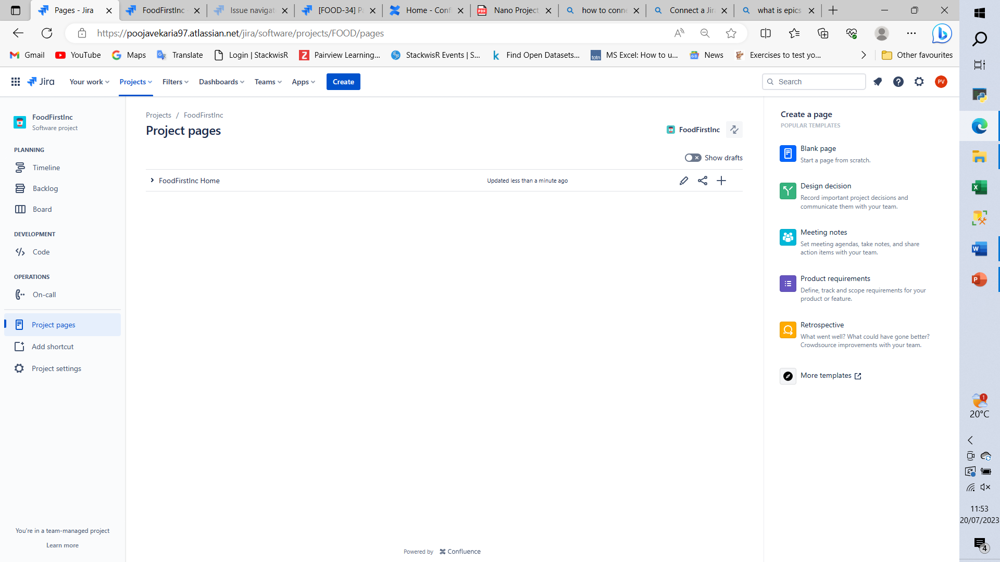 Pages - Jira
FoodFirstInc
Issue navigat
[FOOD-34] Pa
Home - Conf
Nano Project
how to conne
Connect a Jir
what is epics
https://poojavekaria97.atlassian.net/jira/software/projects/FOOD/pages
Gmail
YouTube
Maps
Translate
Login | StackwisR
Pairview Learning...
StackwisR Events | S...
Find Open Datasets...
MS Excel: How to u...
News
Exercises to test yo...
Other favourites
Jira
Your work
Projects
Filters
Dashboards
Teams
Apps
Create
Search
PV
FoodFirstInc
Software project
PLANNING
Timeline
Backlog
Board
DEVELOPMENT
Code
OPERATIONS
On-call
Project pages
Add shortcut
Project settings
You're in a team-managed project
Learn more
Projects / FoodFirstInc
Project pages
FoodFirstInc
Show drafts
FoodFirstInc Home
Updated less than a minute ago
Powered by Confluence
Create a page
POPULAR TEMPLATES
Blank page
Start a page from scratch.
Design decision
Record important project decisions and
communicate them with your team.
Meeting notes
Set meeting agendas, take notes, and share
action items with your team.
Product requirements
Define, track and scope requirements for your
product or feature.
Retrospective
What went well? What could have gone better?
Crowdsource improvements with your team.
More templates
1
20°C
11:53
20/07/2023
4